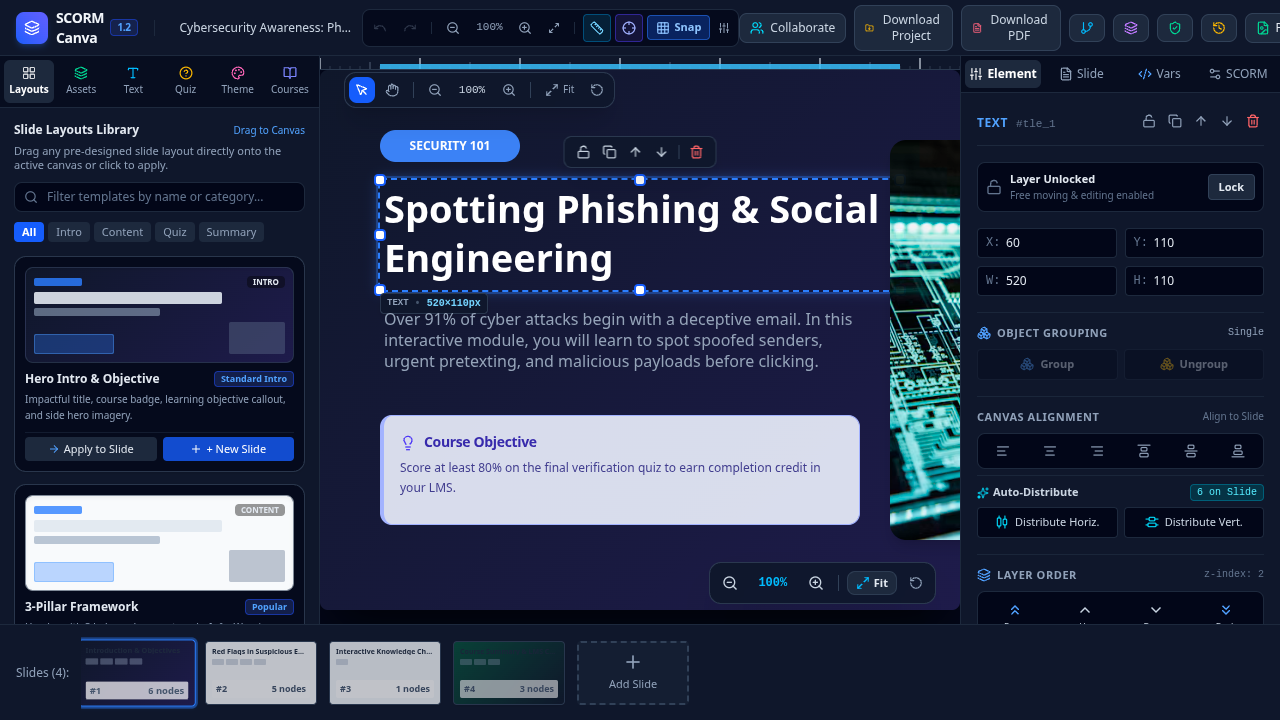 SCORM
Canva
1.2
Cybersecurity Awareness: Ph...
100%
Snap
Collaborate
Download
Project
Download
PDF
Layouts
Assets
Text
Quiz
Theme
Courses
100%
Fit
Element
Slide
Vars
SCORM
Slide Layouts Library
Drag to Canvas
Drag any pre-designed slide layout directly onto the
active canvas or click to apply.
Filter templates by name or category...
All
Intro
Content
Quiz
Summary
INTRO
Hero Intro & Objective
Standard Intro
Impactful title, course badge, learning objective callout,
and side hero imagery.
Apply to Slide
+ New Slide
CONTENT
3-Pillar Framework
Popular
SECURITY 101
Spotting Phishing & Social
Engineering
TEXT • 520×110px
Over 91% of cyber attacks begin with a deceptive email. In this
interactive module, you will learn to spot spoofed senders,
urgent pretexting, and malicious payloads before clicking.
Course Objective
Score at least 80% on the final verification quiz to earn completion credit in
your LMS.
100%
Fit
TEXT #tle_1
Layer Unlocked
Free moving & editing enabled
Lock
X: 60
Y: 110
W: 520
H: 110
OBJECT GROUPING
Single
Group
Ungroup
CANVAS ALIGNMENT
Align to Slide
Auto-Distribute
6 on Slide
Distribute Horiz.
Distribute Vert.
LAYER ORDER
z-index: 2
Slides (4):
Introduction & Objectives
#1
6 nodes
Red Flags in Suspicious E...
#2
5 nodes
Interactive Knowledge Ch...
#3
1 nodes
#4
3 nodes
Add Slide